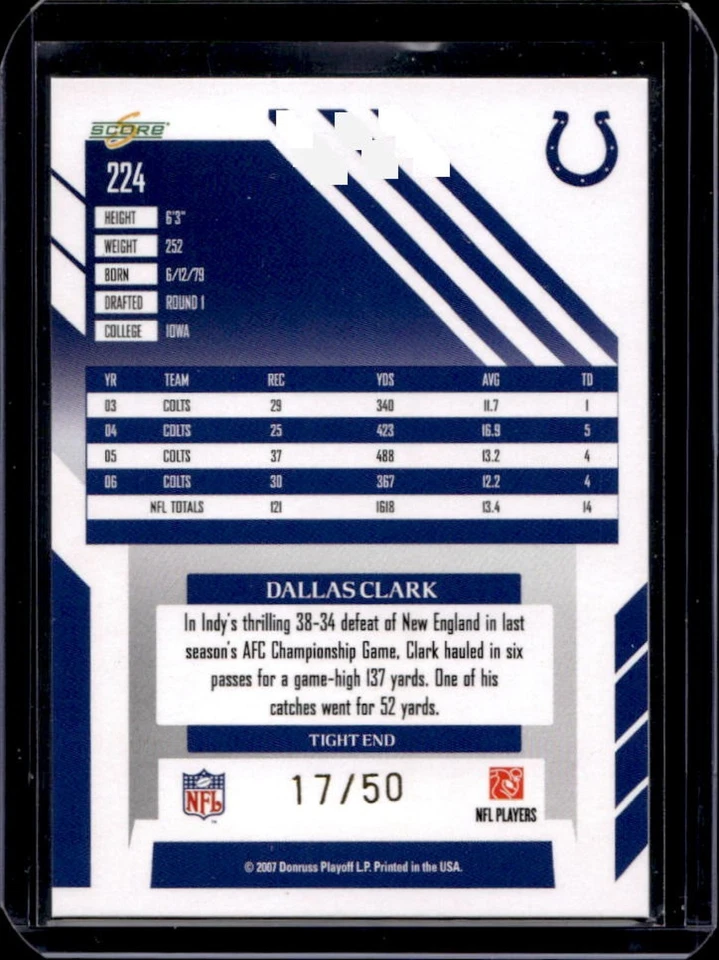 SCORE
224
HEIGHT 6'3"
WEIGHT 252
BORN 6/12/79
DRAFTED ROUND 1
COLLEGE IOWA
YR TEAM REC YDS AVG TD
03 COLTS 29 340 11.7 1
04 COLTS 25 423 16.9 5
05 COLTS 37 488 13.2 4
06 COLTS 30 367 12.2 4
NFL TOTALS 121 1618 13.4 14
DALLAS CLARK
In Indy's thrilling 38-34 defeat of New England in last
season's AFC Championship Game, Clark hauled in six
passes for a game-high 137 yards. One of his
catches went for 52 yards.
TIGHT END
NFL
17/50
NFL PLAYERS
© 2007 Donruss Playoff L.P. Printed in the USA.